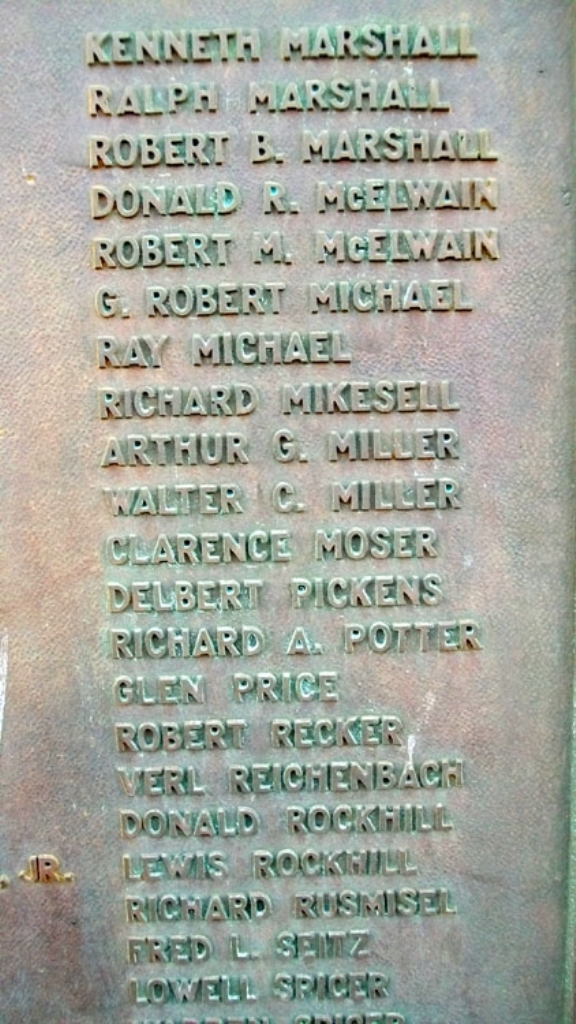 KENNETH MARSHALL
RALPH MARSHALL
ROBERT B. MARSHALL
DONALD R. McELWAIN
ROBERT M. McELWAIN
G. ROBERT MICHAEL
RAY MICHAEL
RICHARD MIKESELL
ARTHUR G. MILLER
WALTER C. MILLER
CLARENCE MOSER
DELBERT PICKENS
RICHARD A. POTTER
GLEN PRICE
ROBERT RECKER
VERL REICHENBACH
DONALD ROCKHILL
, JR. LEWIS ROCKHILL
RICHARD RUSMISEL
FRED L. SEITZ
LOWELL SPICER
SPICER